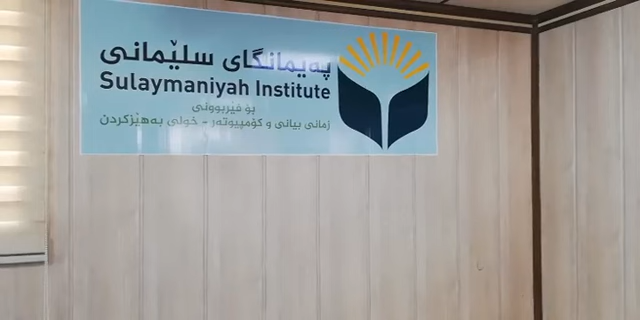 پەیمانگای سلێمانی
Sulaymaniyah Institute
بۆ فێربوونی
زمانی بیانی و کۆمپیوتەر - خولی بەهێزکردن